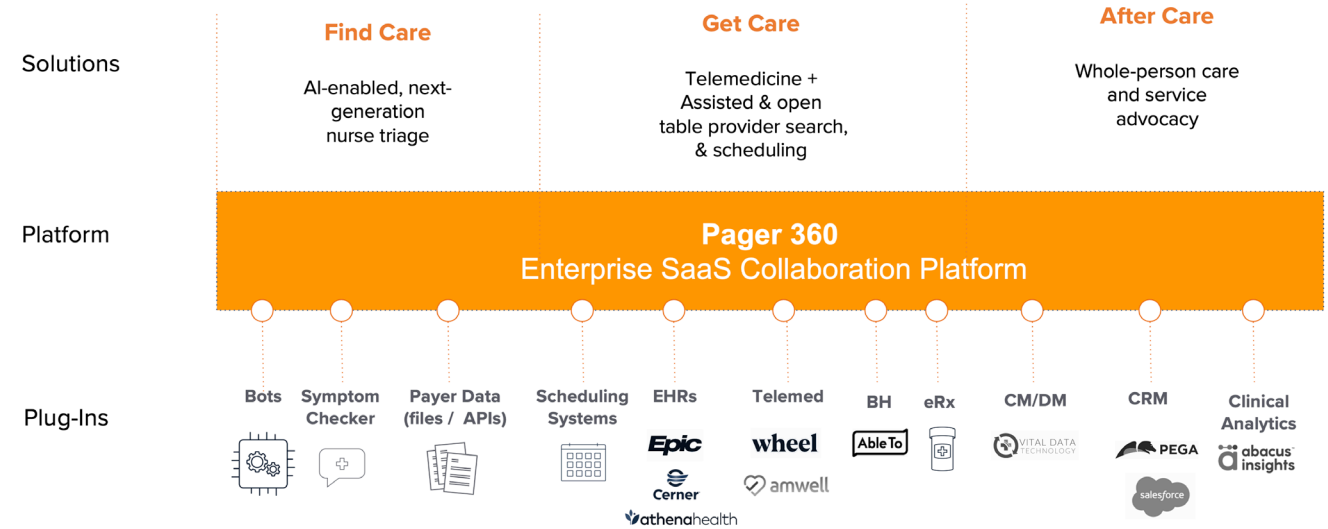 Solutions
Find Care
AI-enabled, next-
generation
nurse triage
Get Care
Telemedicine +
Assisted & open
table provider search,
& scheduling
After Care
Whole-person care
and service
advocacy
Platform
Pager 360
Enterprise SaaS Collaboration Platform
Plug-Ins
Bots
Symptom
Checker
Payer Data
(files / APIs)
Scheduling
Systems
EHRs
Epic
Cerner
athenahealth
Telemed
wheel
amwell
BH
AbleTo
eRx
CM/DM
VITAL DATA
TECHNOLOGY
CRM
PEGA
salesforce
Clinical
Analytics
abacus
insights